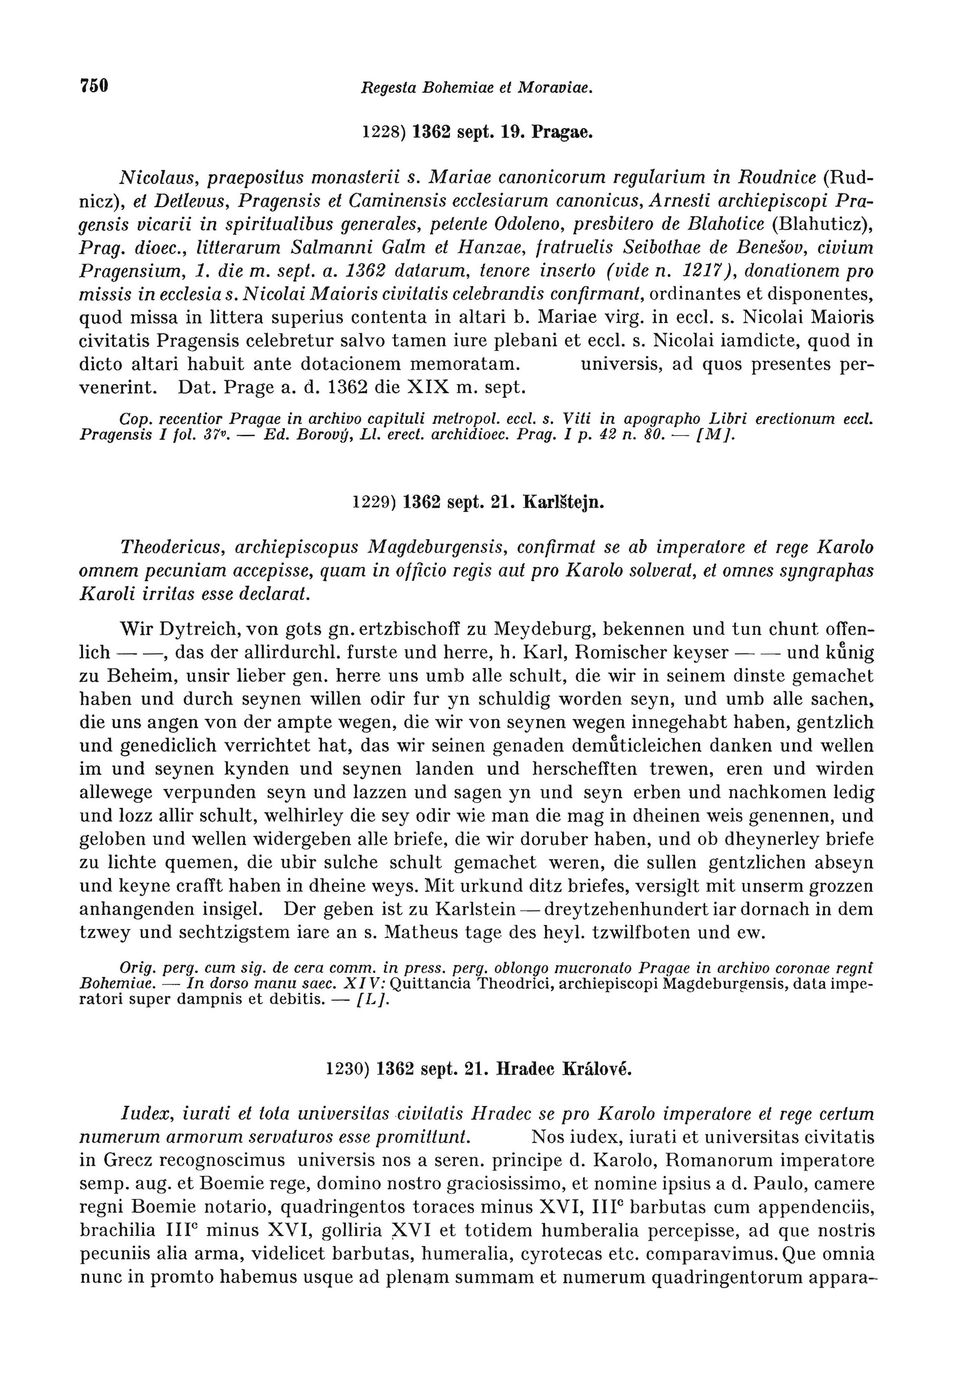 750 Regesta Bohemiae et Moraviae.
1228) 1362 sept. 19. Pragae.
Nicolaus, praepositus monasterii s. Mariae canonicorum regularium in Roudnice (Rud-
nicz), et Detlevus, Pragensis et Caminensis ecclesiarum canonicus, Arnesti archiepiscopi Pra-
gensis vicarii in spiritualibus generales, petente Odoleno, presbitero de Blahotice (Blahuticz),
Prag. dioec., litterarum Salmanni Galm et Hanzae, fratruelis Seibothae de Benešov, civium
Pragensium, 1. die m. sept. a. 1362 datarum, tenore inserto (vide n. 1217), donationem pro
missis in ecclesia s. Nicolai Maioris civitatis celebrandis confirmant, ordinantes et disponentes,
quod missa in littera superius contenta in altari b. Mariae virg. in eccl. s. Nicolai Maioris
civitatis Pragensis celebretur salvo tamen iure plebani et eccl. s. Nicolai iamdicte, quod in
dicto altari habuit ante dotacionem memoratam. universis, ad quos presentes per-
venerint. Dat. Prage a. d. 1362 die XIX m. sept.
Cop. recentior Pragae in archivo capituli metropol. eccl. s. Viti in apographo Libri erectionum eccl.
Pragensis I fol. 37v. — Ed. Borový, Ll. erect. archidioec. Prag. I p. 42 n. 80. — [M].
1229) 1362 sept. 21. Karlštejn.
Theodericus, archiepiscopus Magdeburgensis, confirmat se ab imperatore et rege Karolo
omnem pecuniam accepisse, quam in officio regis aut pro Karolo solverat, et omnes syngraphas
Karoli irritas esse declarat.
Wir Dytreich, von gots gn. ertzbischoff zu Meydeburg, bekennen und tun chunt offen-
lich — —, das der allirdurchl. furste und herre, h. Karl, Romischer keyser — — und kuͤnig
zu Beheim, unsir lieber gen. herre uns umb alle schult, die wir in seinem dinste gemachet
haben und durch seynen willen odir fur yn schuldig worden seyn, und umb alle sachen,
die uns angen von der ampte wegen, die wir von seynen wegen innegehabt haben, gentzlich
und genediclich verrichtet hat, das wir seinen genaden demuͤticleichen danken und wellen
im und seynen kynden und seynen landen und herschefften trewen, eren und wirden
allewege verpunden seyn und lazzen und sagen yn und seyn erben und nachkomen ledig
und lozz allir schult, welhirley die sey odir wie man die mag in dheinen weis genennen, und
geloben und wellen widergeben alle briefe, die wir doruber haben, und ob dheynerley briefe
zu lichte quemen, die ubir sulche schult gemachet weren, die sullen gentzlichen abseyn
und keyne crafft haben in dheine weys. Mit urkund ditz briefes, versiglt mit unserm grozzen
anhangenden insigel. Der geben ist zu Karlstein — dreytzehenhundert iar dornach in dem
tzwey und sechtzigstem iare an s. Matheus tage des heyl. tzwilfboten und ew.
Orig. perg. cum sig. de cera comm. in press. perg. oblongo mucronato Pragae in archivo coronae regni
Bohemiae. — In dorso manu saec. XIV: Quittancia Theodrici, archiepiscopi Magdeburgensis, data impe-
ratori super dampnis et debitis. — [L].
1230) 1362 sept. 21. Hradec Králové.
Iudex, iurati et tota universitas civitatis Hradec se pro Karolo imperatore et rege certum
numerum armorum servaturos esse promittunt. Nos iudex, iurati et universitas civitatis
in Grecz recognoscimus universis nos a seren. principe d. Karolo, Romanorum imperatore
semp. aug. et Boemie rege, domino nostro graciosissimo, et nomine ipsius a d. Paulo, camere
regni Boemie notario, quadringentos toraces minus XVI, IIIc barbutas cum appendenciis,
brachilia IIIc minus XVI, golliria XVI et totidem humberalia percepisse, ad que nostris
pecuniis alia arma, videlicet barbutas, humeralia, cyrotecas etc. comparavimus. Que omnia
nunc in promto habemus usque ad plenam summam et numerum quadringentorum appara-